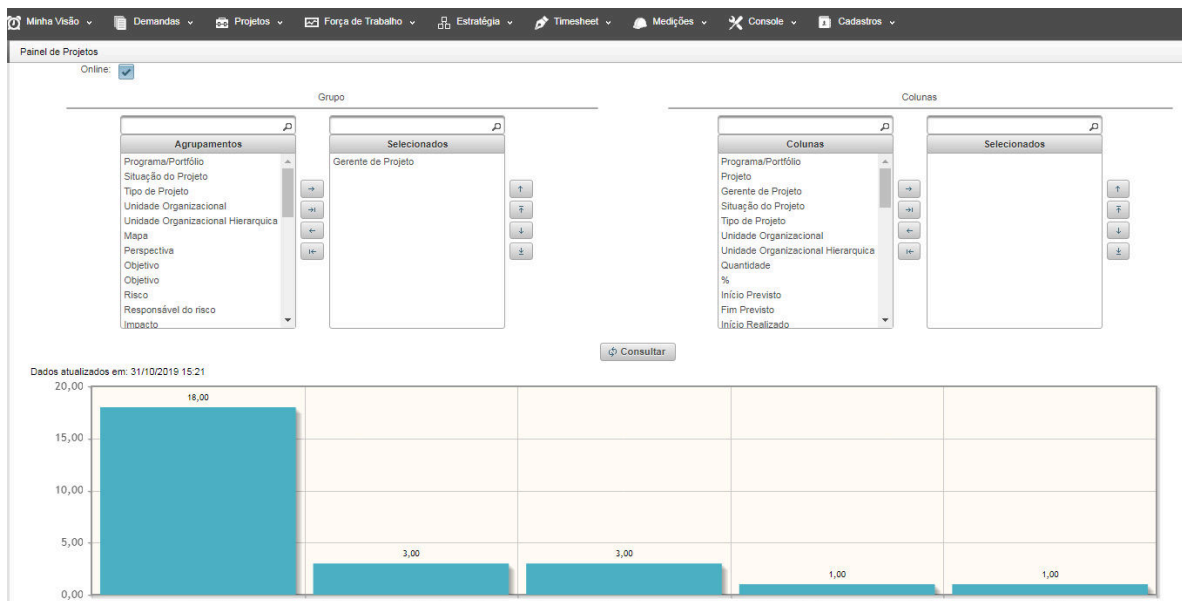 Minha Visão Demandas Projetos Força de Trabalho Estratégia Timesheet Medições Console Cadastros
Painel de Projetos
Online:
Grupo
Agrupamentos
Programa/Portfólio
Situação do Projeto
Tipo de Projeto
Unidade Organizacional
Unidade Organizacional Hierarquica
Mapa
Perspectiva
Objetivo
Objetivo
Risco
Responsável do risco
Impacto
Selecionados
Gerente de Projeto
Colunas
Colunas
Programa/Portfólio
Projeto
Gerente de Projeto
Situação do Projeto
Tipo de Projeto
Unidade Organizacional
Unidade Organizacional Hierarquica
Quantidade
%
Início Previsto
Fim Previsto
Início Realizado
Selecionados
Consultar
Dados atualizados em: 31/10/2019 15:21
20,00
15,00
10,00
5,00
0,00
18,00
3,00
3,00
1,00
1,00